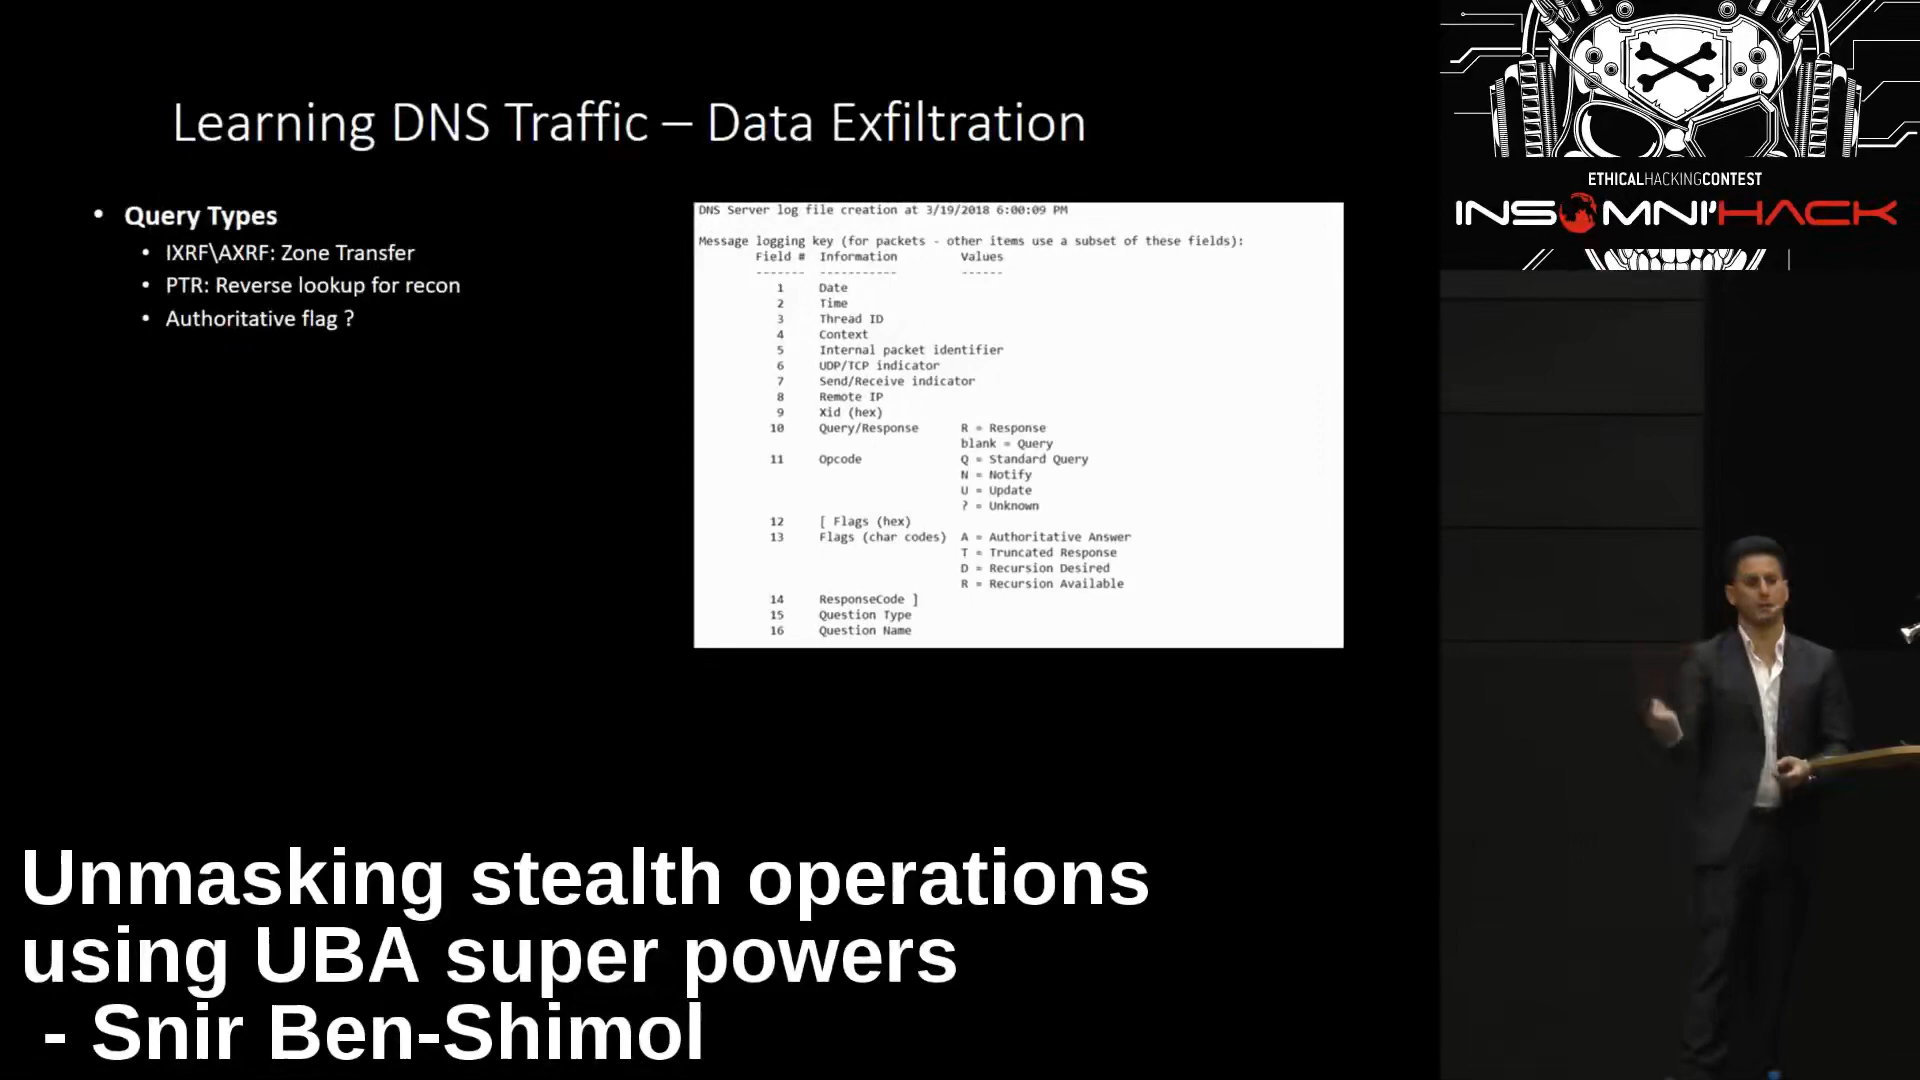 Learning DNS Traffic – Data Exfiltration
• Query Types
• IXRF\AXRF: Zone Transfer
• PTR: Reverse lookup for recon
• Authoritative flag ?
DNS Server log file creation at 3/19/2018 6:00:09 PM
Message logging key (for packets - other items use a subset of these fields):
Field # Information Values
------- ----------- ------
1 Date
2 Time
3 Thread ID
4 Context
5 Internal packet identifier
6 UDP/TCP indicator
7 Send/Receive indicator
8 Remote IP
9 Xid (hex)
10 Query/Response R = Response
blank = Query
11 Opcode Q = Standard Query
N = Notify
U = Update
? = Unknown
12 [ Flags (hex)
13 Flags (char codes) A = Authoritative Answer
T = Truncated Response
D = Recursion Desired
R = Recursion Available
14 ResponseCode ]
15 Question Type
16 Question Name
ETHICALHACKINGCONTEST
INSOMNI'HACK
Unmasking stealth operations
using UBA super powers
- Snir Ben-Shimol